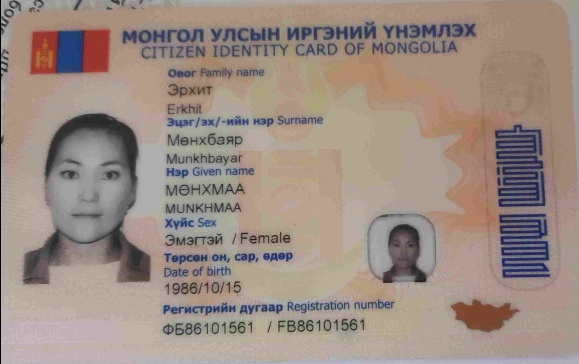 МОНГОЛ УЛСЫН ИРГЭНИЙ ҮНЭМЛЭХ
CITIZEN IDENTITY CARD OF MONGOLIA
Овог Family name
Эрхит
Erkhit
Эцэг/эх/-ийн нэр Surname
Мөнхбаяр
Munkhbayar
Нэр Given name
МӨНХМАА
MUNKHMAA
Хүйс Sex
Эмэгтэй / Female
Төрсөн он, сар, өдөр
Date of birth
1986/10/15
Регистрийн дугаар Registration number
ФБ86101561 / FB86101561